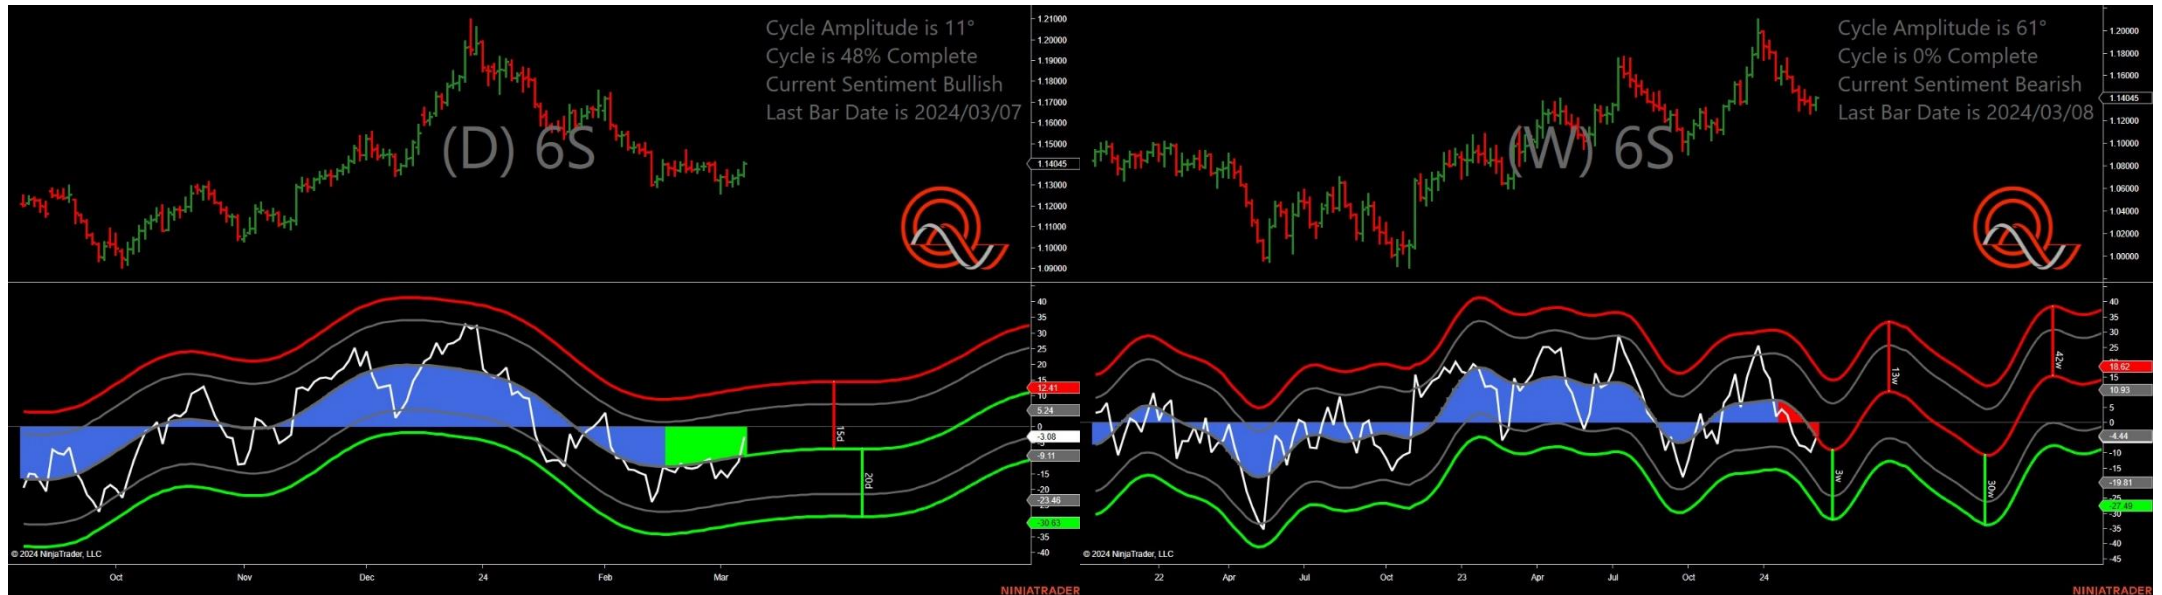 Cycle Amplitude is 11°
Cycle is 48% Complete
Current Sentiment Bullish
Last Bar Date is 2024/03/07
(D) 6S
1.21000
1.20000
1.19000
1.18000
1.17000
1.16000
1.15000
1.14045
1.13000
1.12000
1.11000
1.10000
1.09000
40
35
30
25
20
15
12.41
10
5.24
0
-3.08
-9.11
-15
-23.46
-30.63
-35
-40
15d
20d
© 2024 NinjaTrader, LLC
Oct
Nov
Dec
24
Feb
Mar
NINJATRADER
Cycle Amplitude is 61°
Cycle is 0% Complete
Current Sentiment Bearish
Last Bar Date is 2024/03/08
(W) 6S
1.20000
1.18000
1.16000
1.14045
1.12000
1.10000
1.08000
1.06000
1.04000
1.02000
1.00000
40
35
30
25
18.62
15
10.93
5
0
-4.44
-10
-15
-19.81
-27.49
-30
-35
-40
-45
3w
13w
30w
42w
© 2024 NinjaTrader, LLC
22
Apr
Jul
Oct
23
Apr
Jul
Oct
24
NINJATRADER